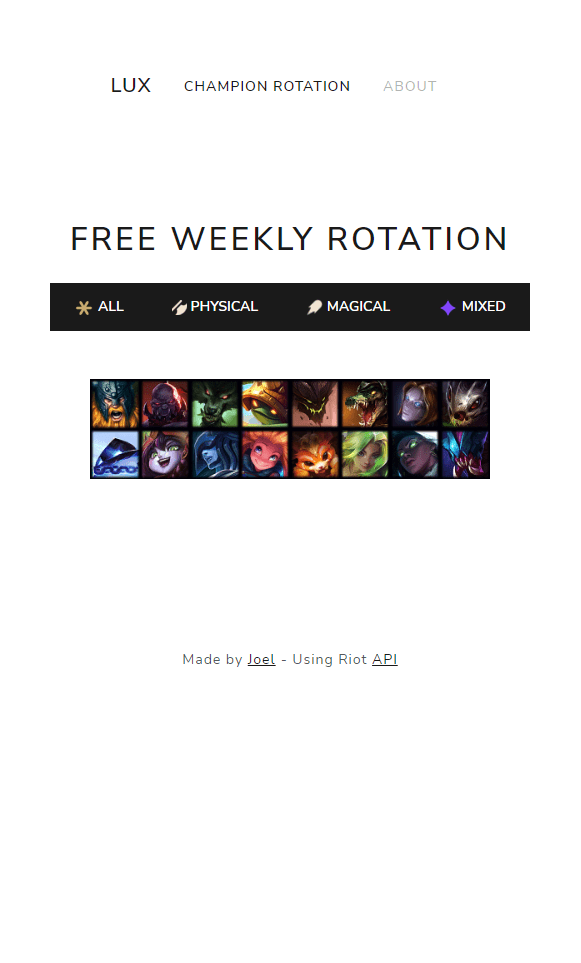 LUX CHAMPION ROTATION ABOUT
FREE WEEKLY ROTATION
ALL PHYSICAL MAGICAL MIXED
Made by Joel - Using Riot API